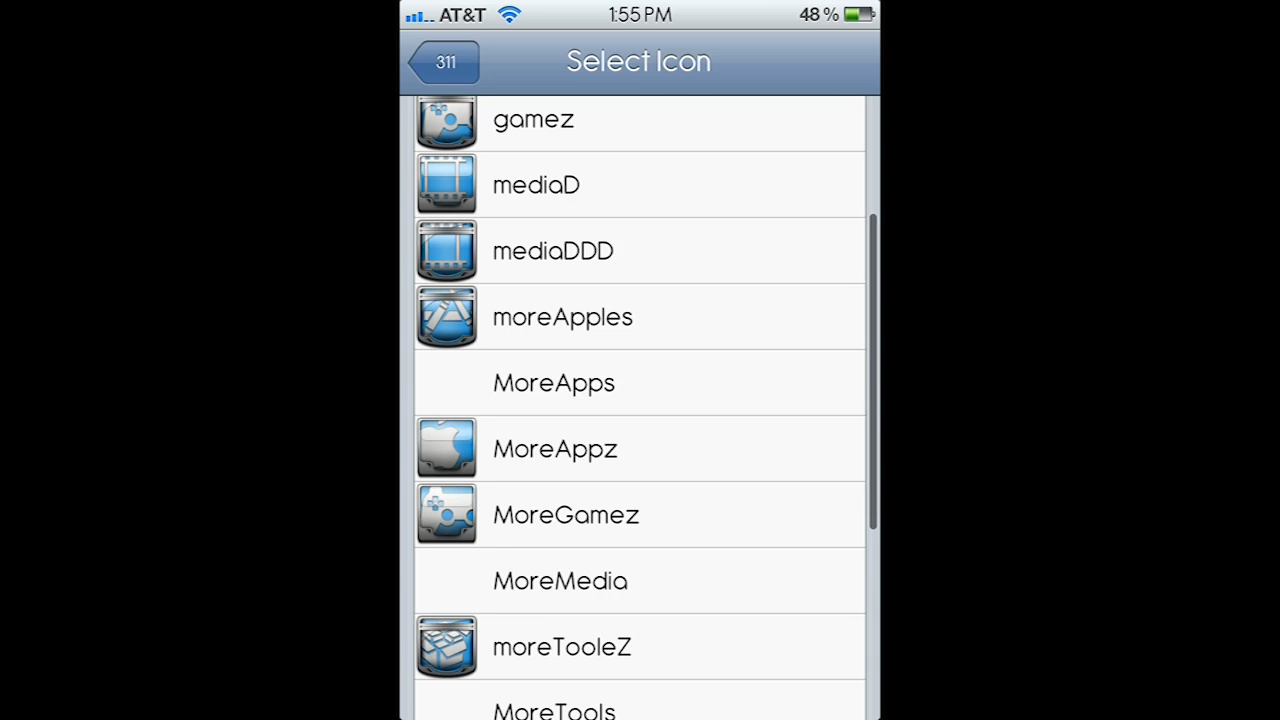 AT&T 1:55 PM 48 %
311 Select Icon
gamez
mediaD
mediaDDD
moreApples
MoreApps
MoreAppz
MoreGamez
MoreMedia
moreTooleZ
MoreTools